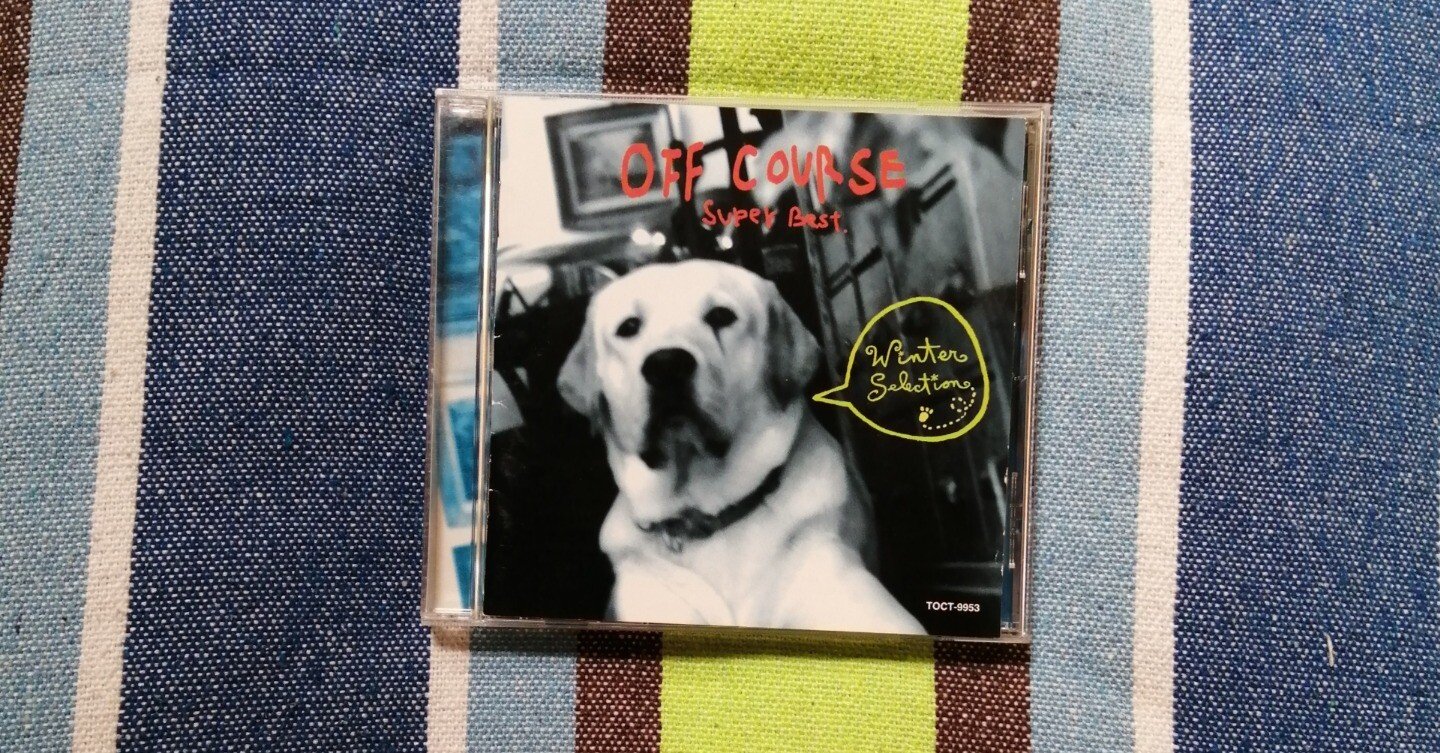 OFF COURSE
Super Best.
Winter
Selection
TOCT-9953